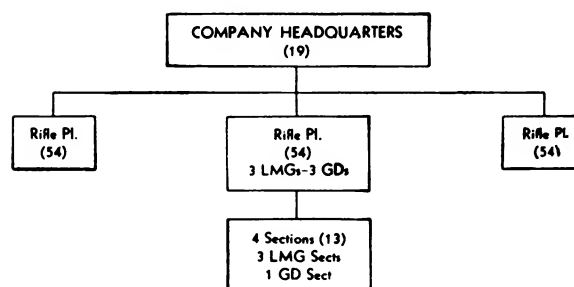 COMPANY HEADQUARTERS
(19)
Rifle Pl.
(54)
Rifle Pl.
(54)
3 LMGs-3 GDs
Rifle Pl.
(54)
4 Sections (13)
3 LMG Sects
1 GD Sect